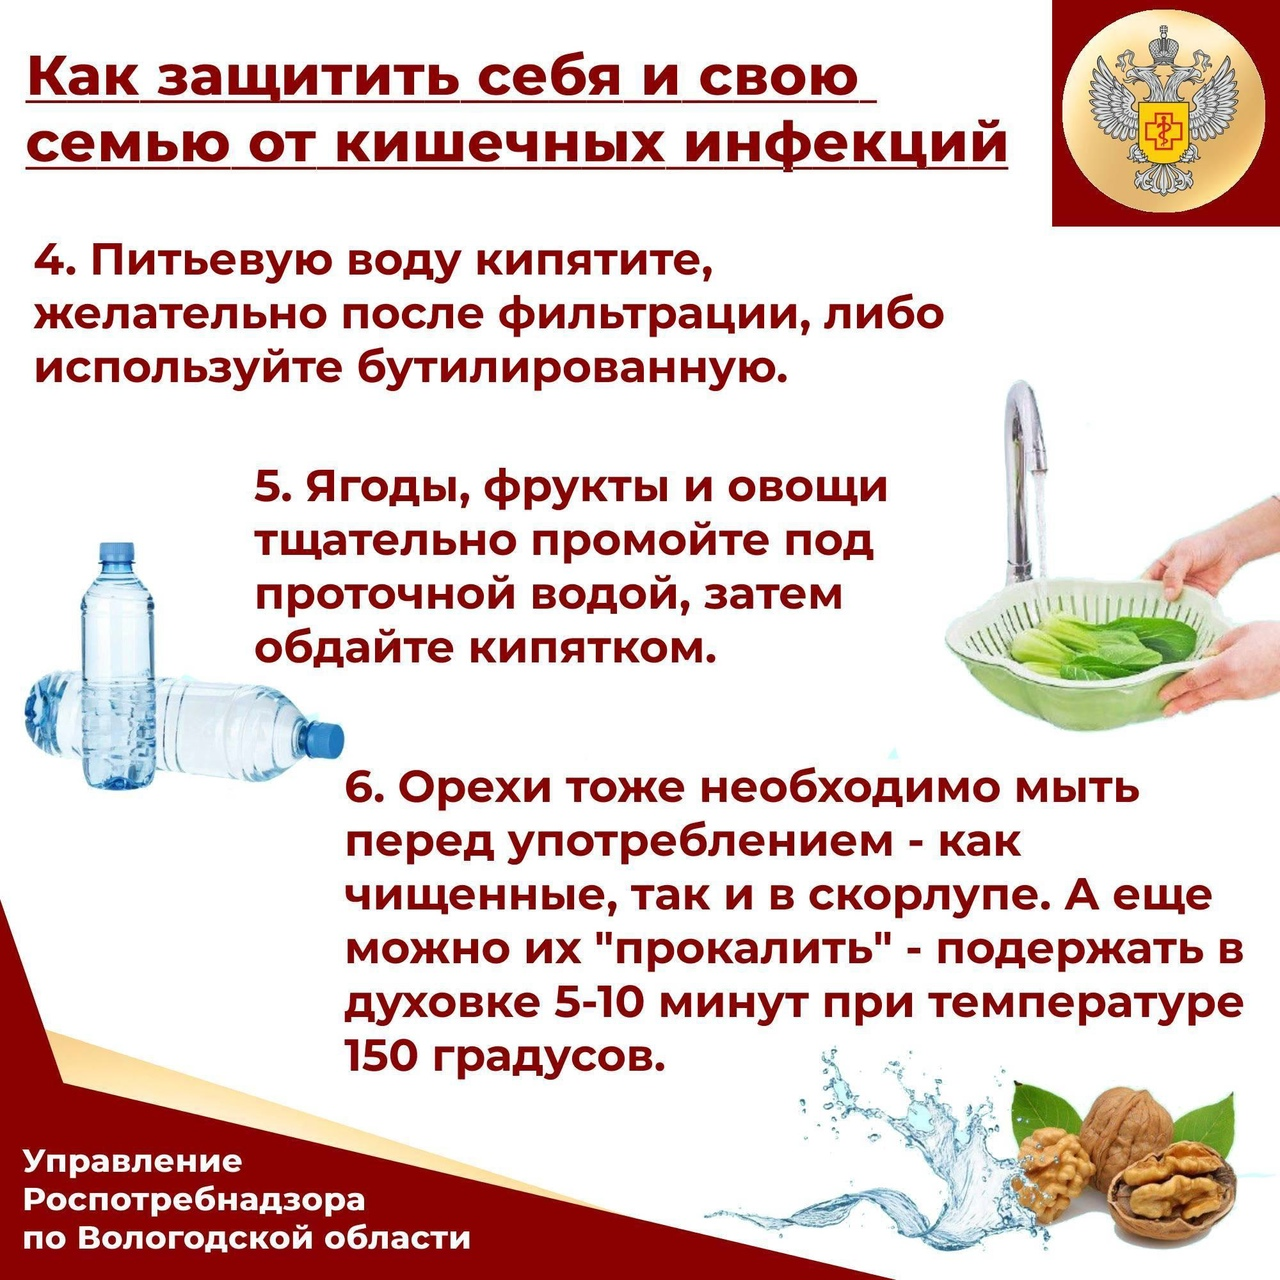 Как защитить себя и свою
семью от кишечных инфекций
4. Питьевую воду кипятите,
желательно после фильтрации, либо
используйте бутилированную.
5. Ягоды, фрукты и овощи
тщательно промойте под
проточной водой, затем
обдайте кипятком.
6. Орехи тоже необходимо мыть
перед употреблением - как
чищенные, так и в скорлупе. А еще
можно их "прокалить" - подержать в
духовке 5-10 минут при температуре
150 градусов.
Управление
Роспотребнадзора
по Вологодской области